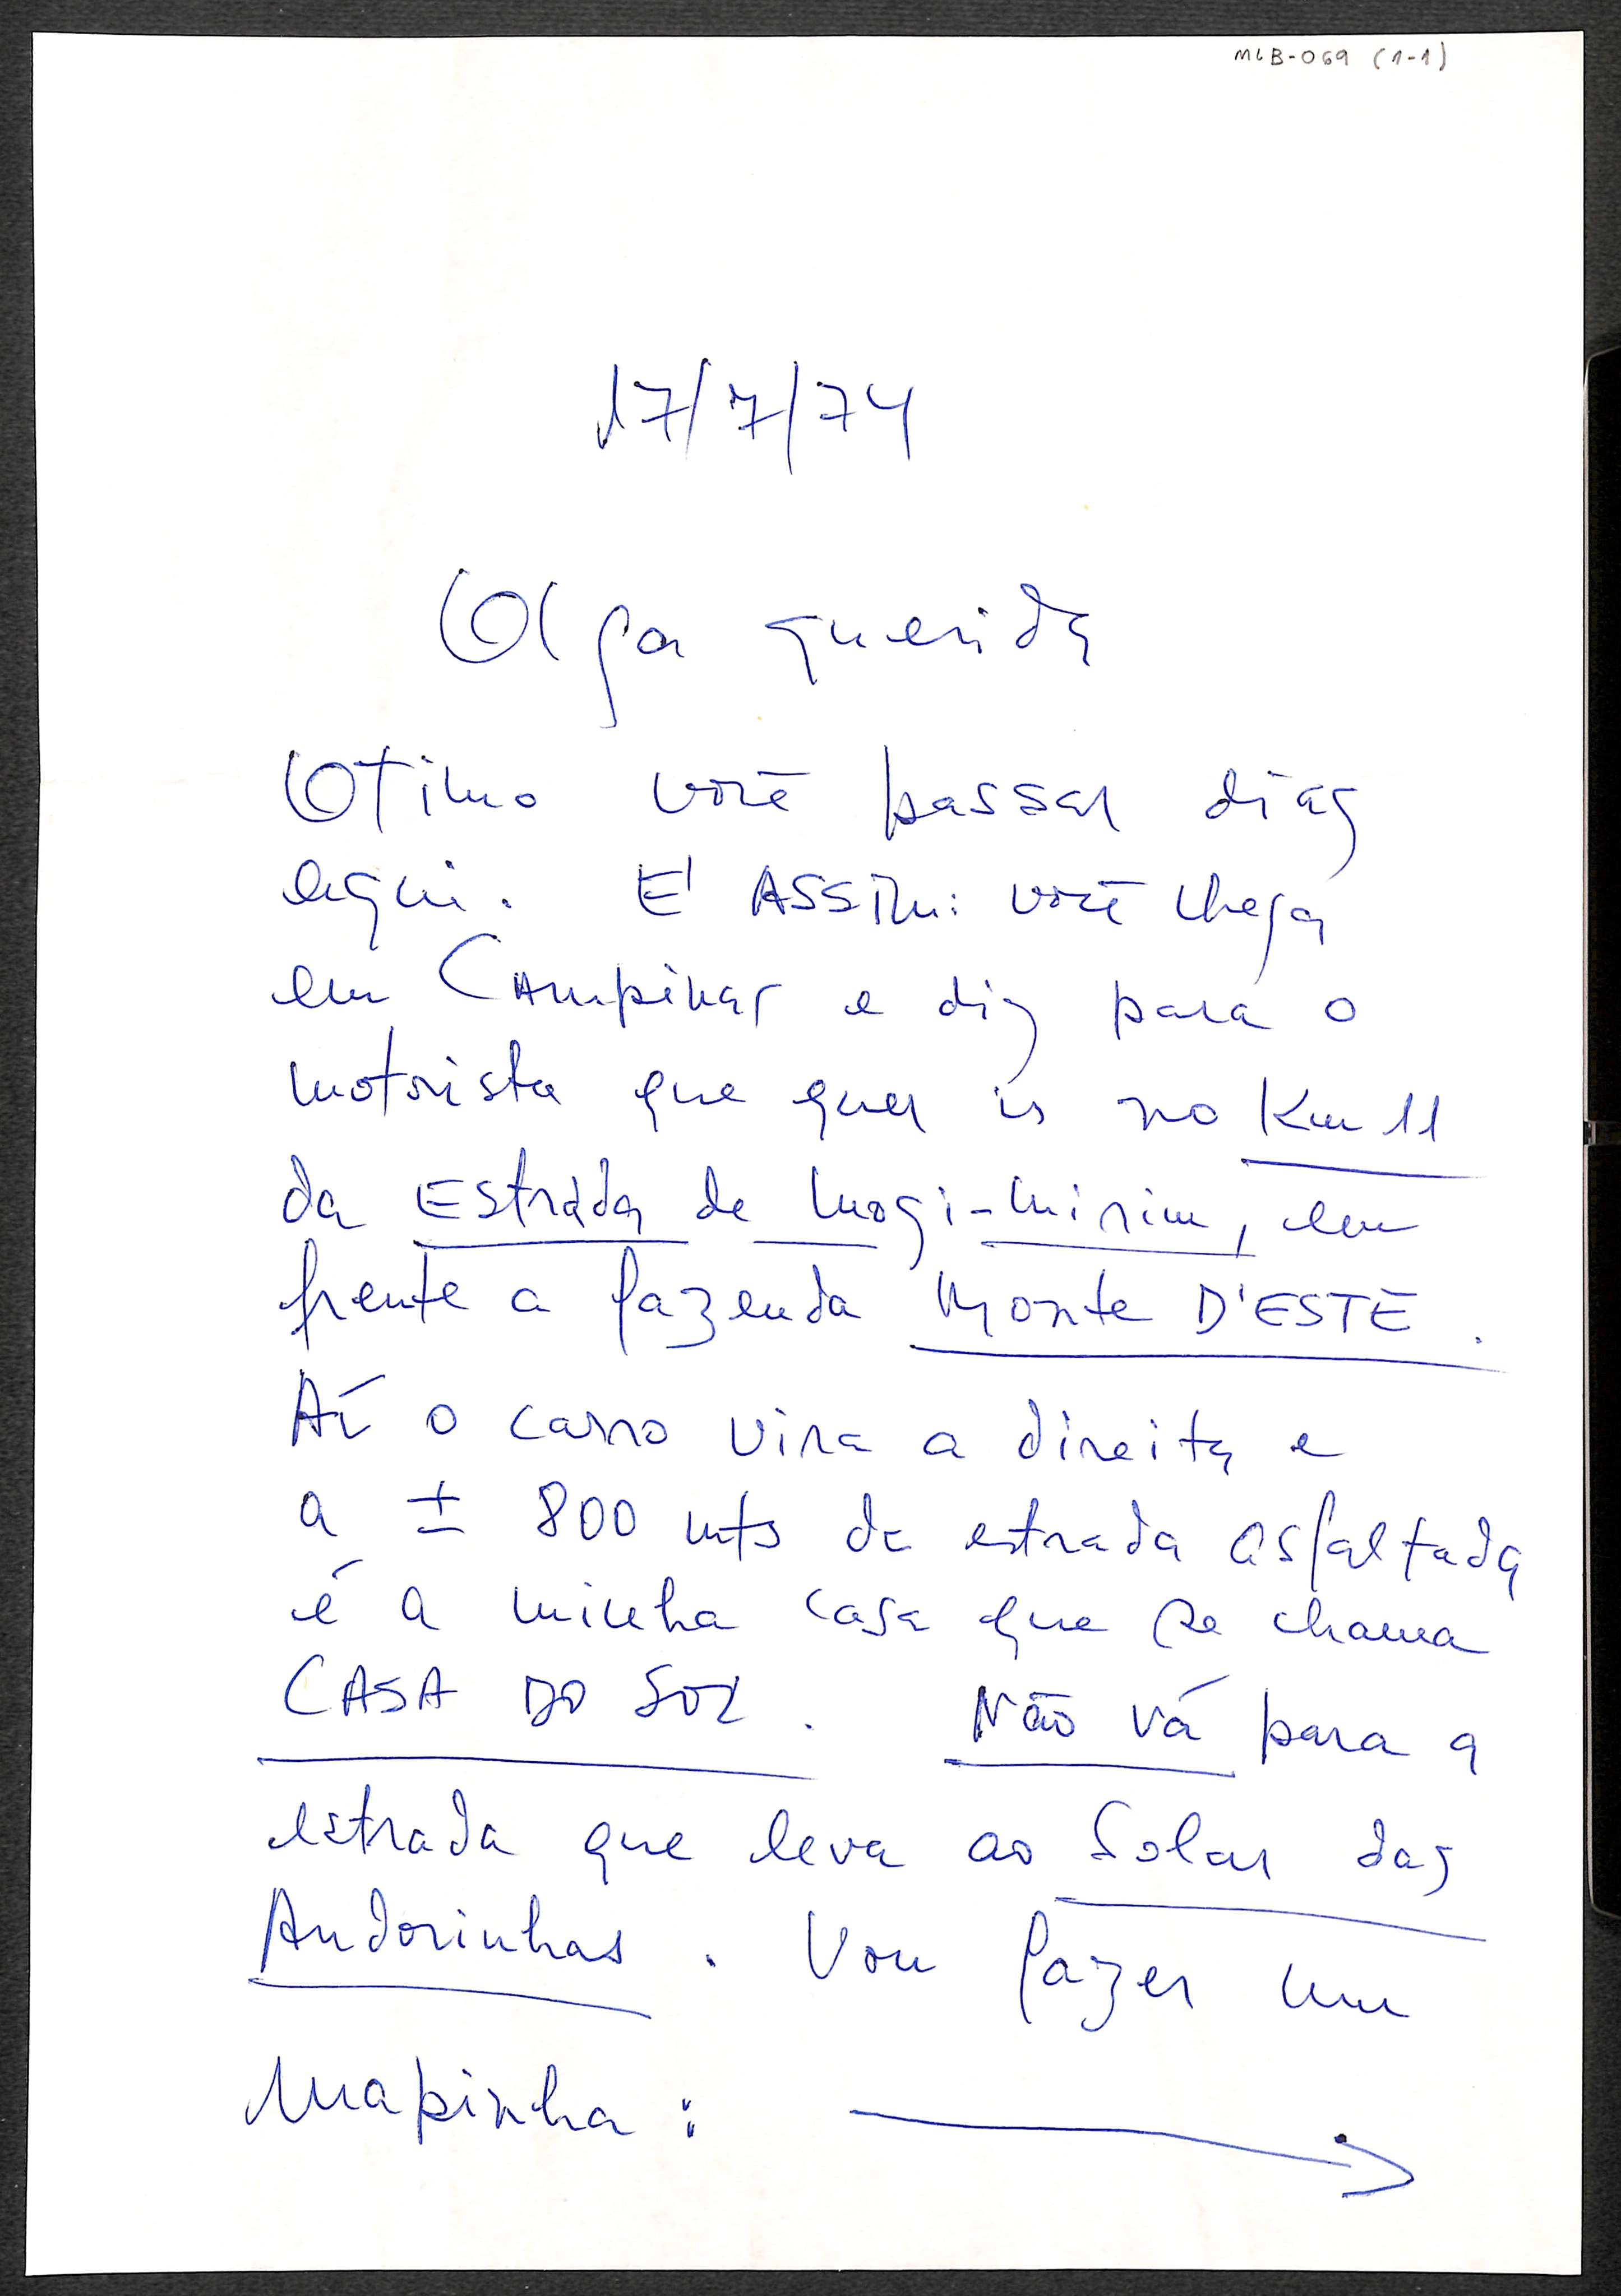 MLB-069 (1-1)
17/7/74
Olga querida
Otimo você passar dias
aqui. E' ASSIM: você chega
em Campinas e diz para o
motorista que quer ir no Km 11
da Estrada de Mogi-Mirim, em
frente a fazenda Monte D'ESTE.
Aí o carro vira a direita e
a ± 800 mts de estrada asfaltada
é a minha casa que se chama
CASA DO SOL. Não vá para a
estrada que leva ao Solar das
Andorinhas. Vou fazer um
mapinha: →